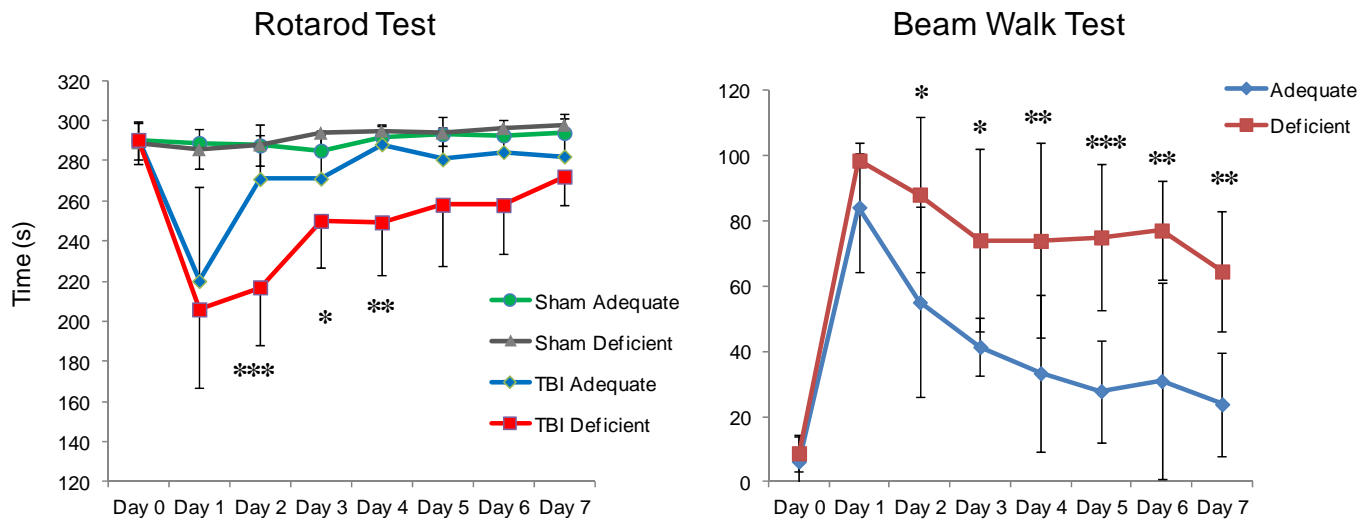 Rotarod Test
Time (s)
320
300
280
260
240
220
200
180
160
140
120
***
*
**
Sham Adequate
Sham Deficient
TBI Adequate
TBI Deficient
Day 0 Day 1 Day 2 Day 3 Day 4 Day 5 Day 6 Day 7
Beam Walk Test
120
100
80
60
40
20
0
*
*
**
***
**
**
Adequate
Deficient
Day 0 Day 1 Day 2 Day 3 Day 4 Day 5 Day 6 Day 7